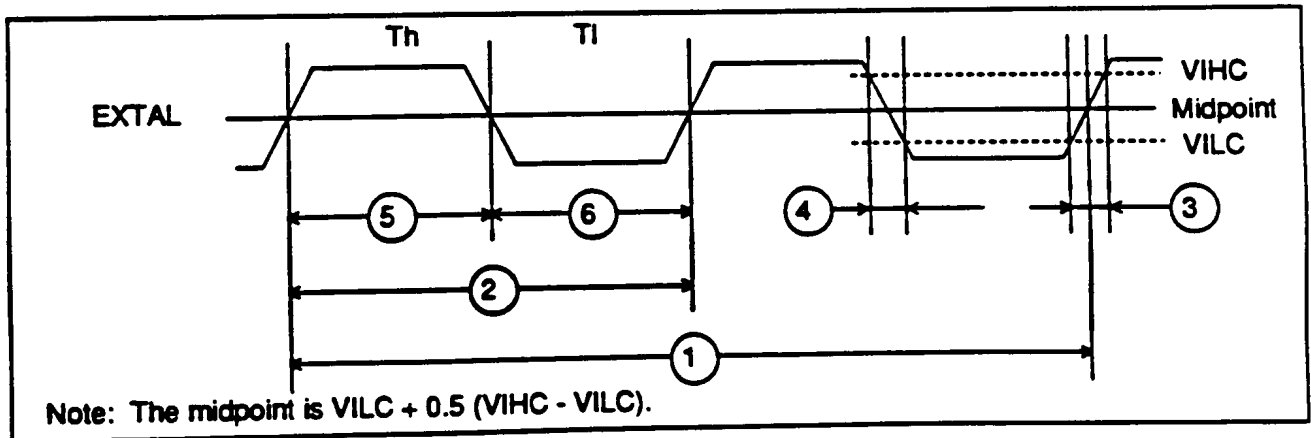 Th Tl
VIHC
EXTAL
Midpoint
VILC
5 6 4 3
2
1
Note: The midpoint is VILC + 0.5 (VIHC - VILC).